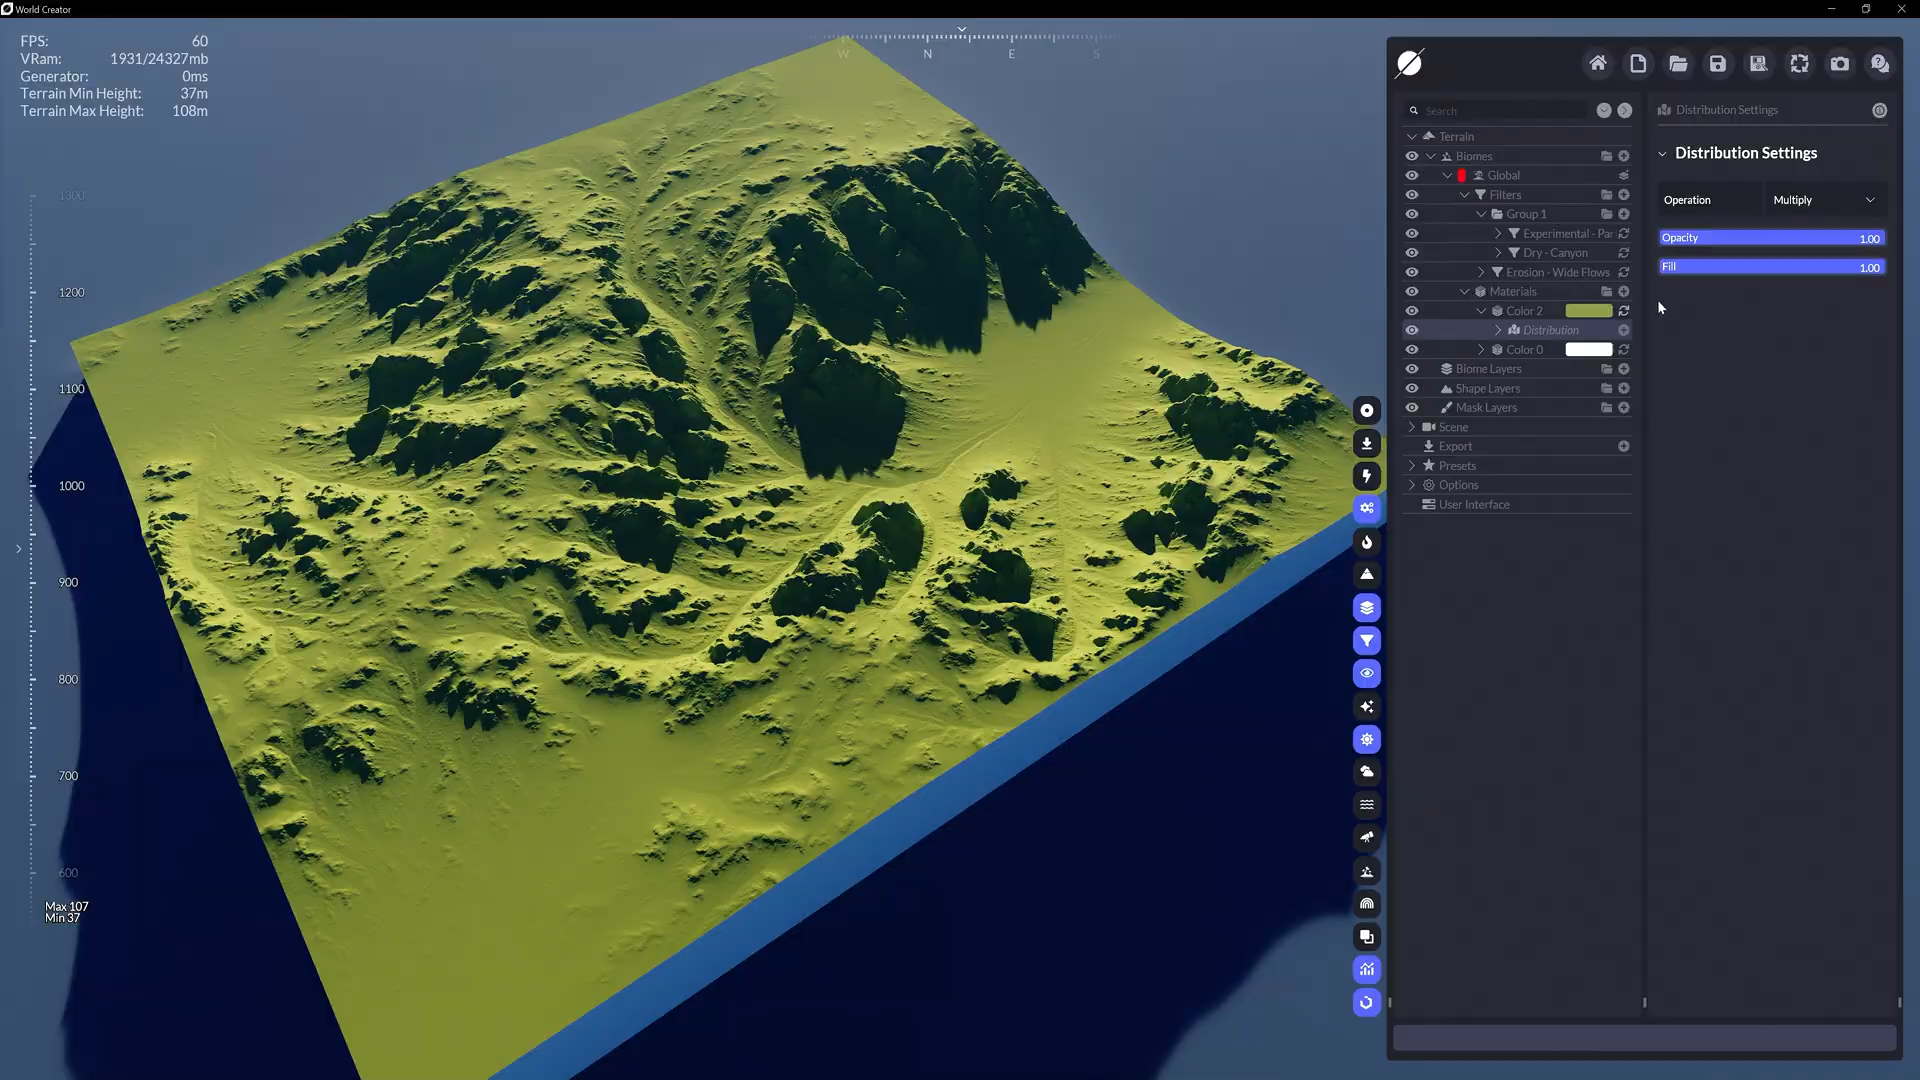 World Creator
FPS: 60
VRam: 1931/24327mb
Generator: 0ms
Terrain Min Height: 37m
Terrain Max Height: 108m
W N E S
1300
1200
1100
1000
900
800
700
600
Max 107
Min 37
Search
Terrain
Biomes
Global
Filters
Group 1
Experimental - Par
Dry - Canyon
Erosion - Wide Flows
Materials
Color 2
Distribution
Color 0
Biome Layers
Shape Layers
Mask Layers
Scene
Export
Presets
Options
User Interface
Distribution Settings
Distribution Settings
Operation Multiply
Opacity 1.00
Fill 1.00